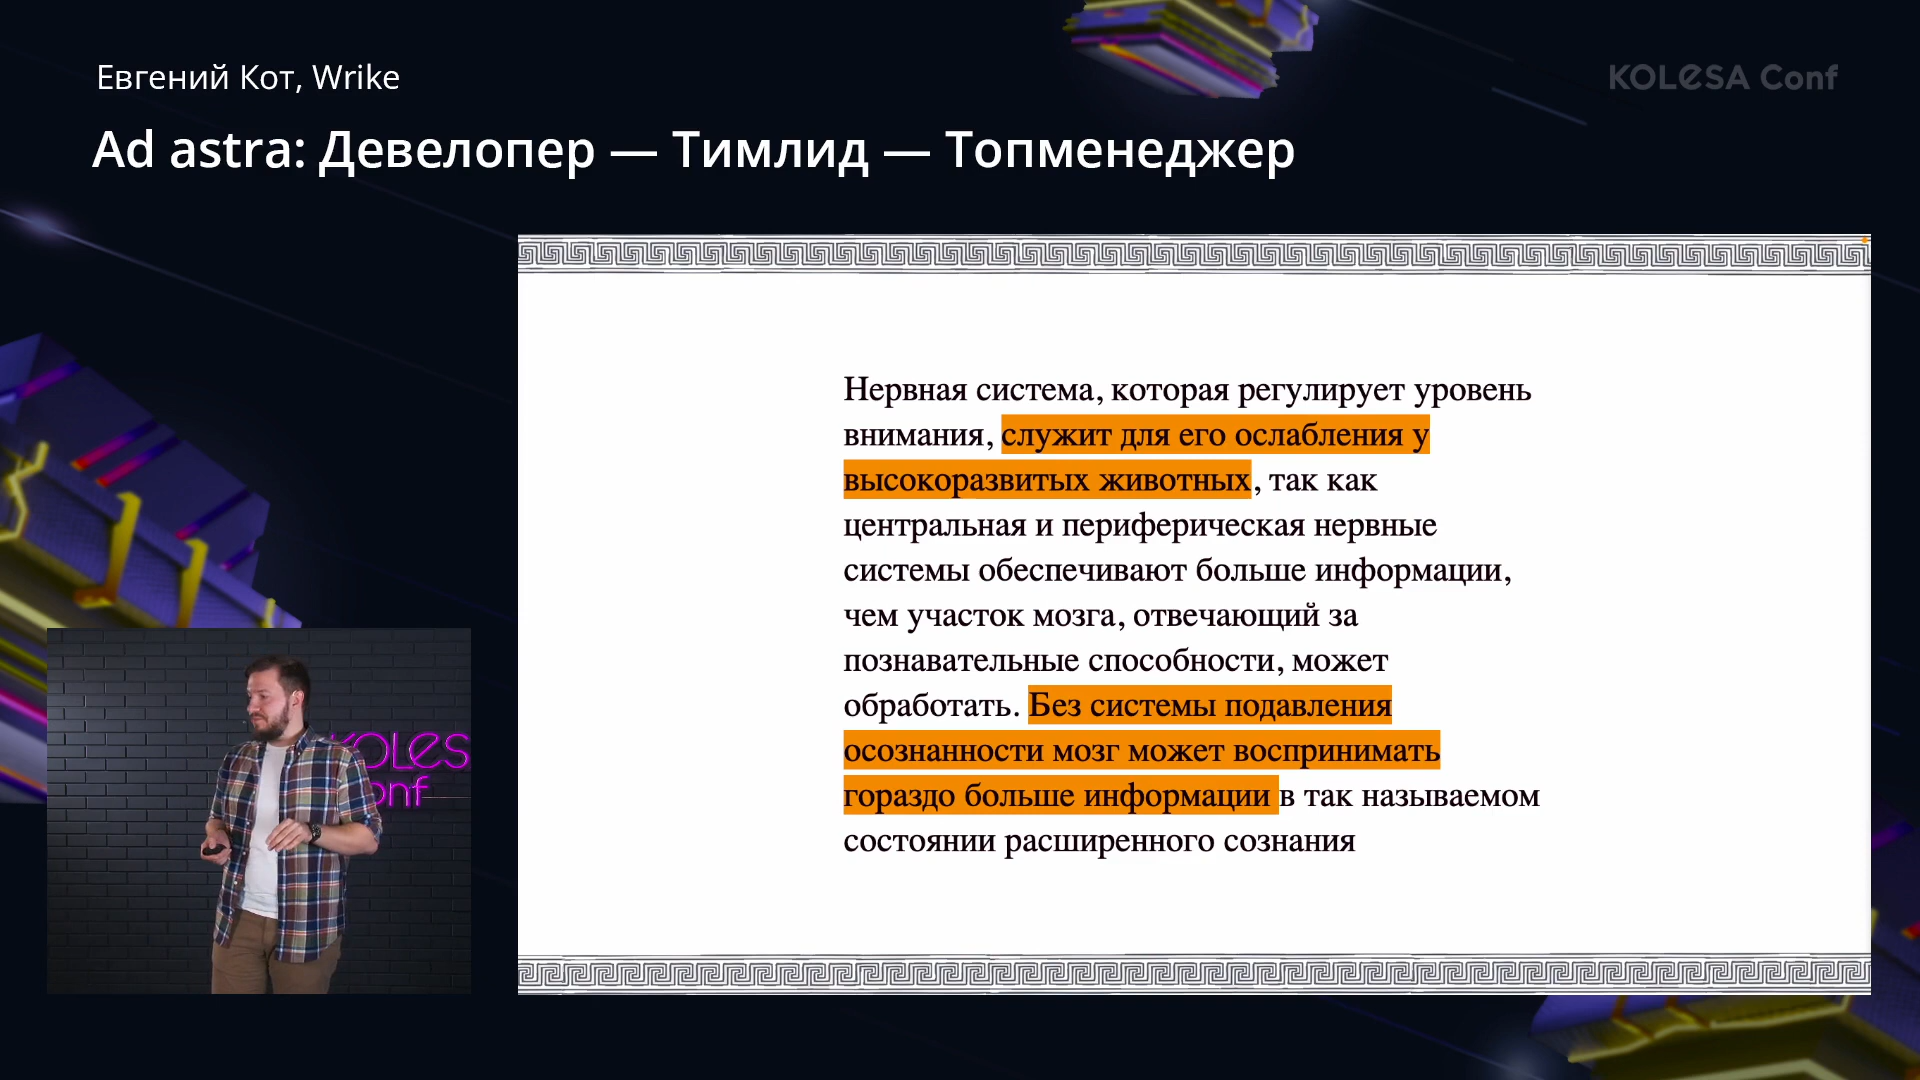 Евгений Кот, Wrike
KOLESA Conf
Ad astra: Девелопер — Тимлид — Топменеджер
Нервная система, которая регулирует уровень
внимания, служит для его ослабления у
высокоразвитых животных, так как
центральная и периферическая нервные
системы обеспечивают больше информации,
чем участок мозга, отвечающий за
познавательные способности, может
обработать. Без системы подавления
осознанности мозг может воспринимать
гораздо больше информации в так называемом
состоянии расширенного сознания
KOLES
onf